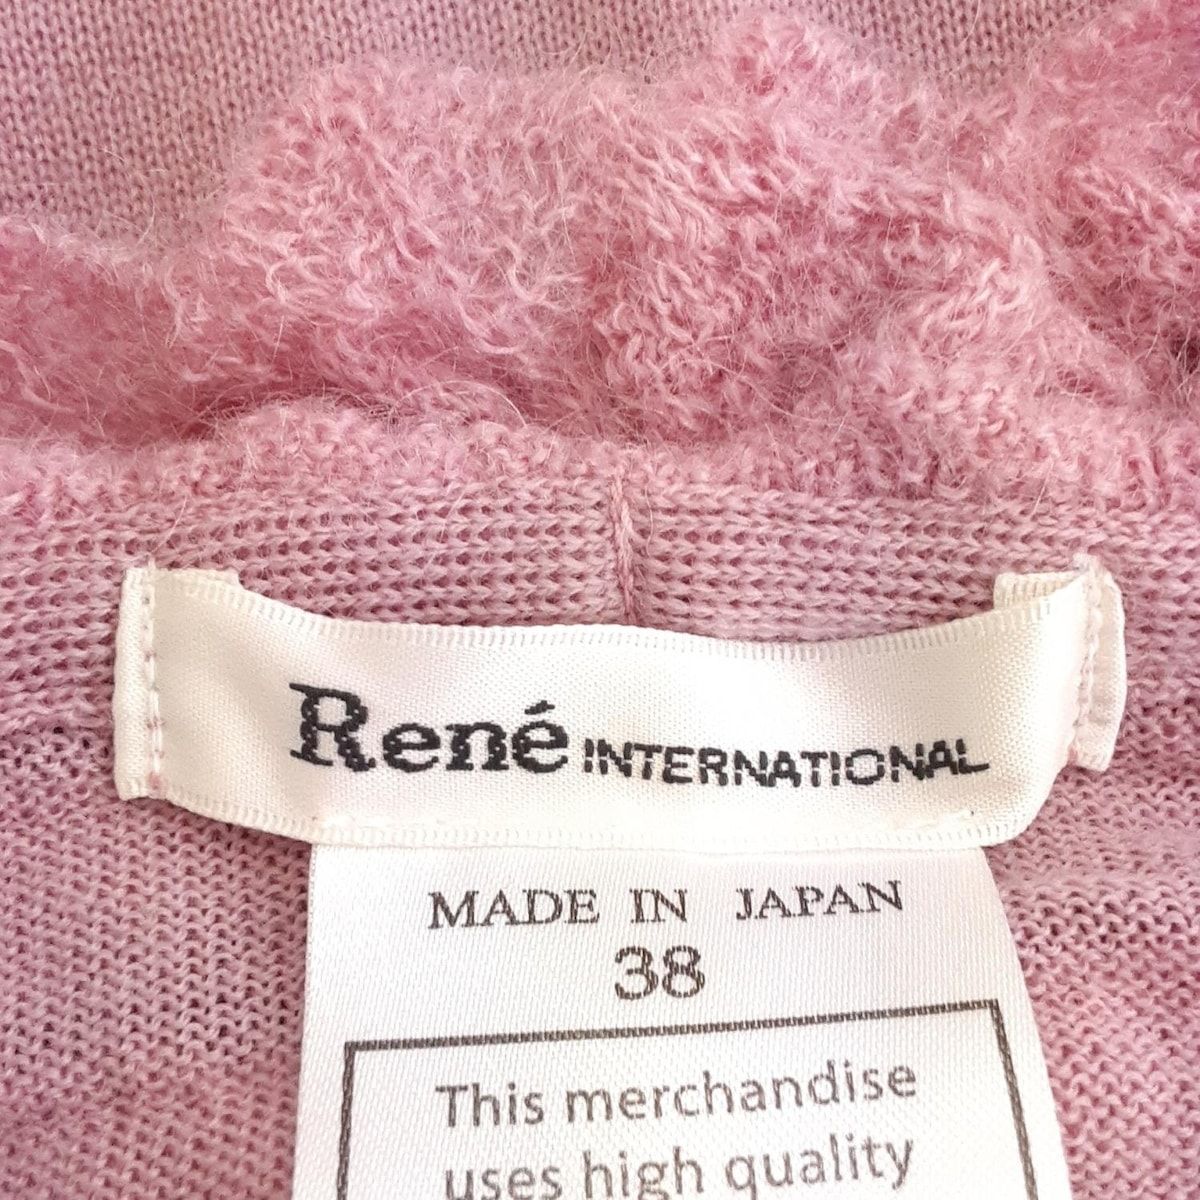 René INTERNATIONAL
MADE IN JAPAN
38
This merchandise
uses high quality